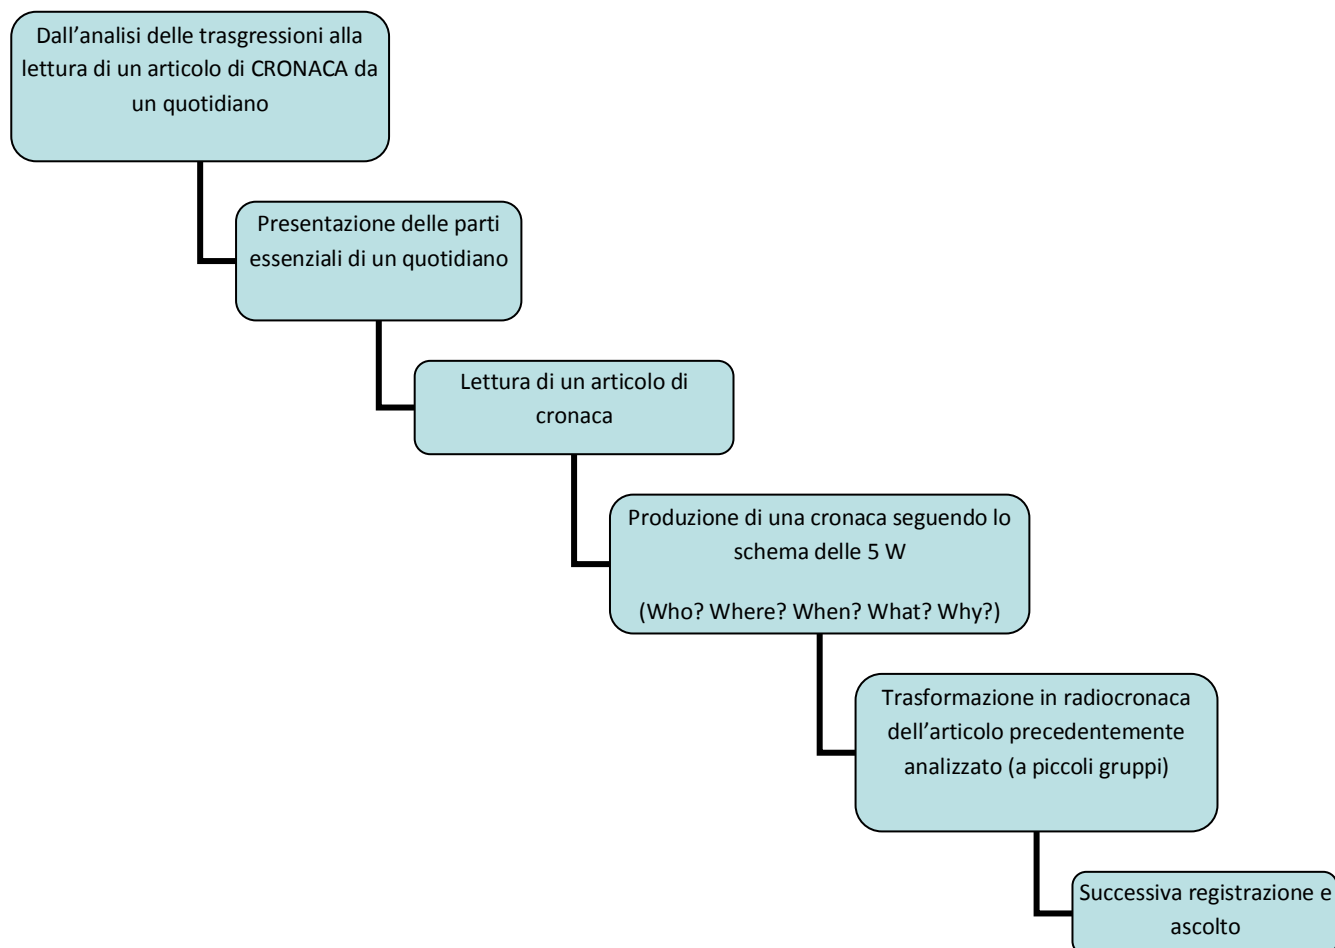 Dall’analisi delle trasgressioni alla
lettura di un articolo di CRONACA da
un quotidiano
Presentazione delle parti
essenziali di un quotidiano
Lettura di un articolo di
cronaca
Produzione di una cronaca seguendo lo
schema delle 5 W
(Who? Where? When? What? Why?)
Trasformazione in radiocronaca
dell’articolo precedentemente
analizzato (a piccoli gruppi)
Successiva registrazione e
ascolto